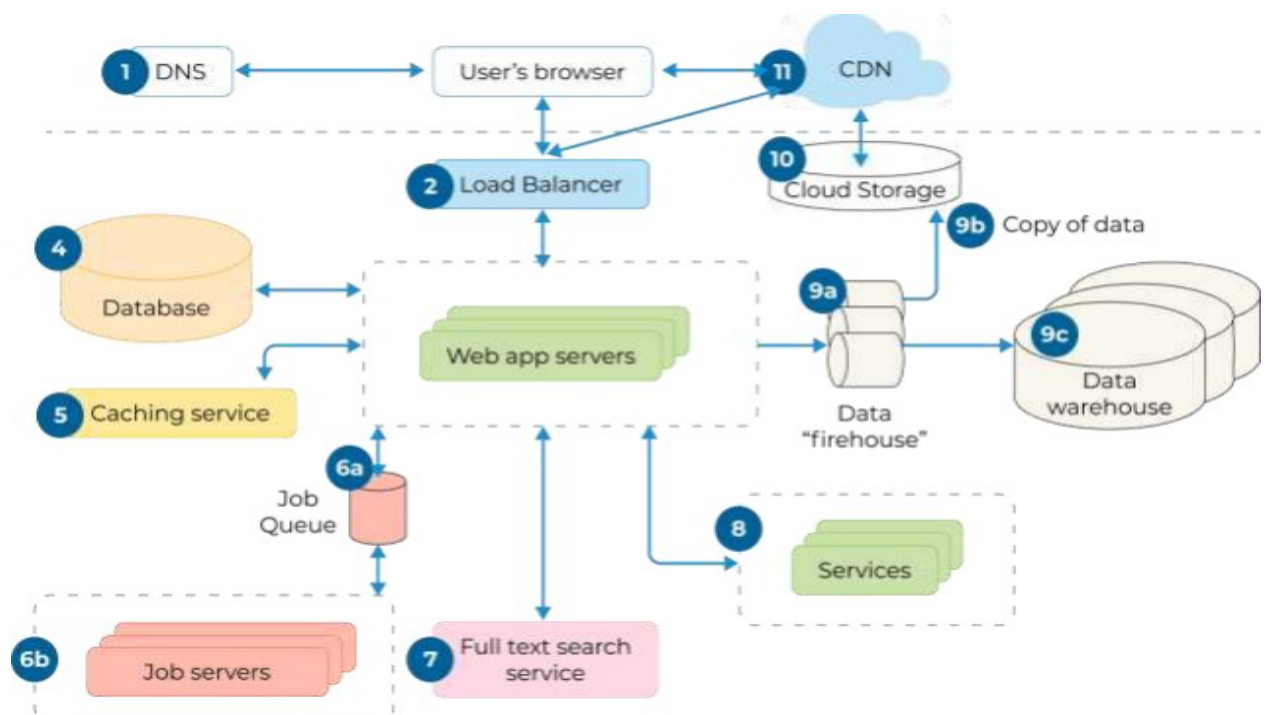 1 DNS
User's browser
11 CDN
2 Load Balancer
10
Cloud Storage
9b Copy of data
4
Database
Web app servers
9a
Data
"firehouse"
9c
Data
warehouse
5 Caching service
6a
Job
Queue
8
Services
6b
Job servers
7
Full text search
service